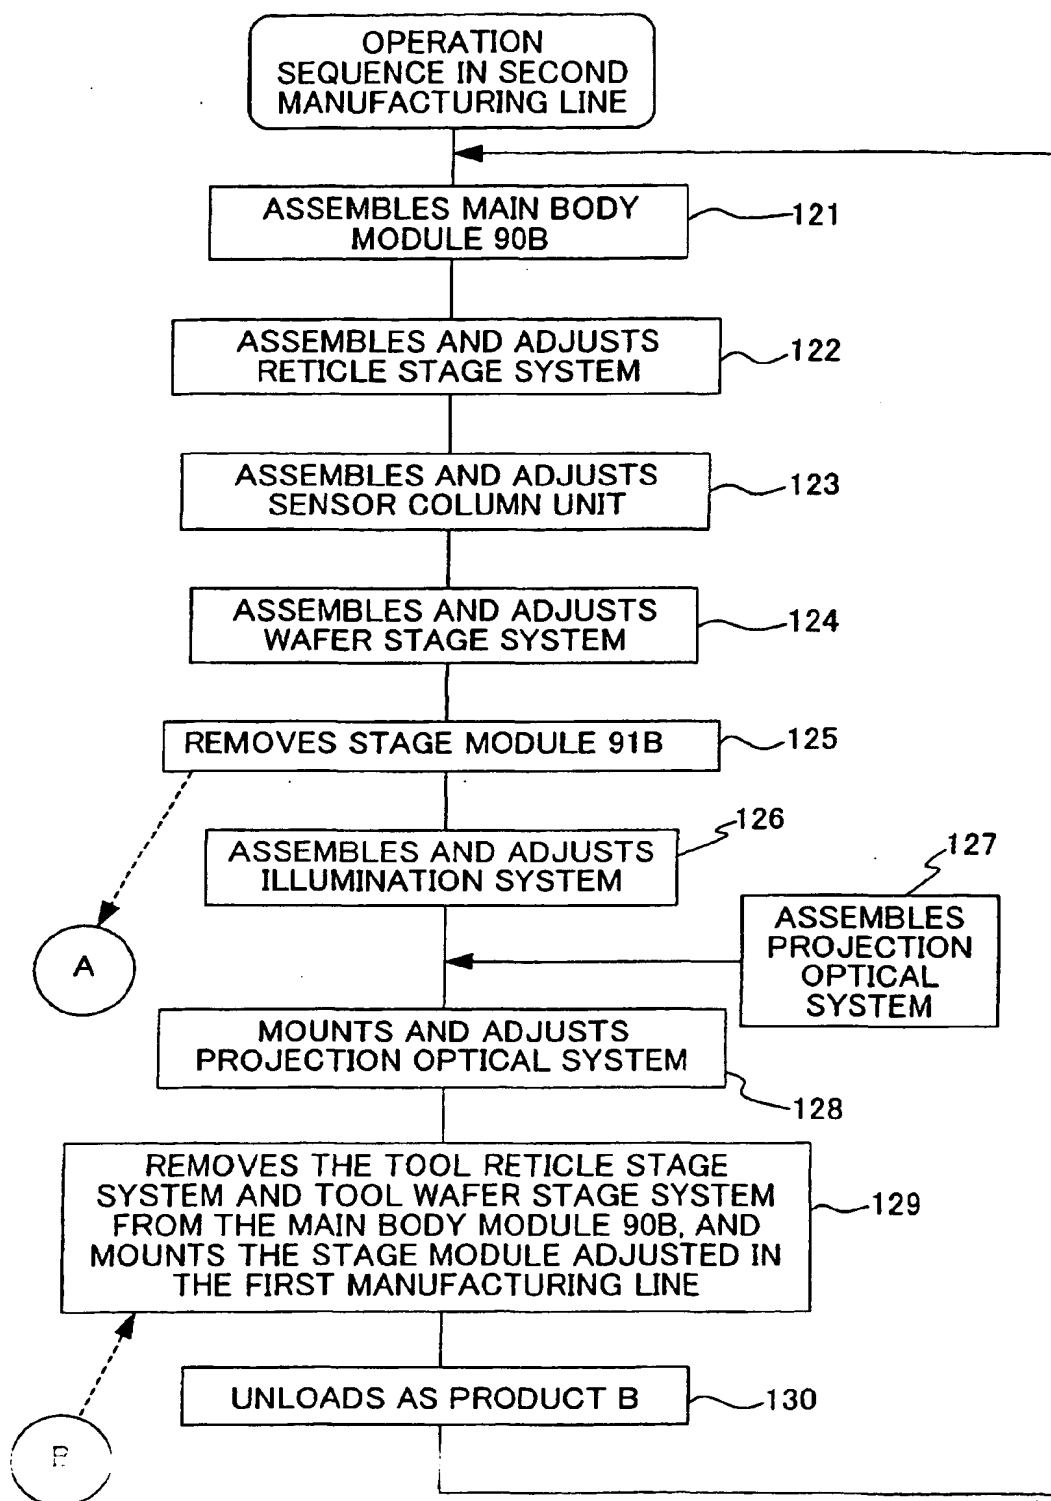 OPERATION
SEQUENCE IN SECOND
MANUFACTURING LINE
ASSEMBLES MAIN BODY
MODULE 90B
121
ASSEMBLES AND ADJUSTS
RETICLE STAGE SYSTEM
122
ASSEMBLES AND ADJUSTS
SENSOR COLUMN UNIT
123
ASSEMBLES AND ADJUSTS
WAFER STAGE SYSTEM
124
REMOVES STAGE MODULE 91B
125
126
ASSEMBLES AND ADJUSTS
ILLUMINATION SYSTEM
127
ASSEMBLES
PROJECTION
OPTICAL
SYSTEM
A
MOUNTS AND ADJUSTS
PROJECTION OPTICAL SYSTEM
128
REMOVES THE TOOL RETICLE STAGE
SYSTEM AND TOOL WAFER STAGE SYSTEM
FROM THE MAIN BODY MODULE 90B, AND
MOUNTS THE STAGE MODULE ADJUSTED IN
THE FIRST MANUFACTURING LINE
129
UNLOADS AS PRODUCT B
130